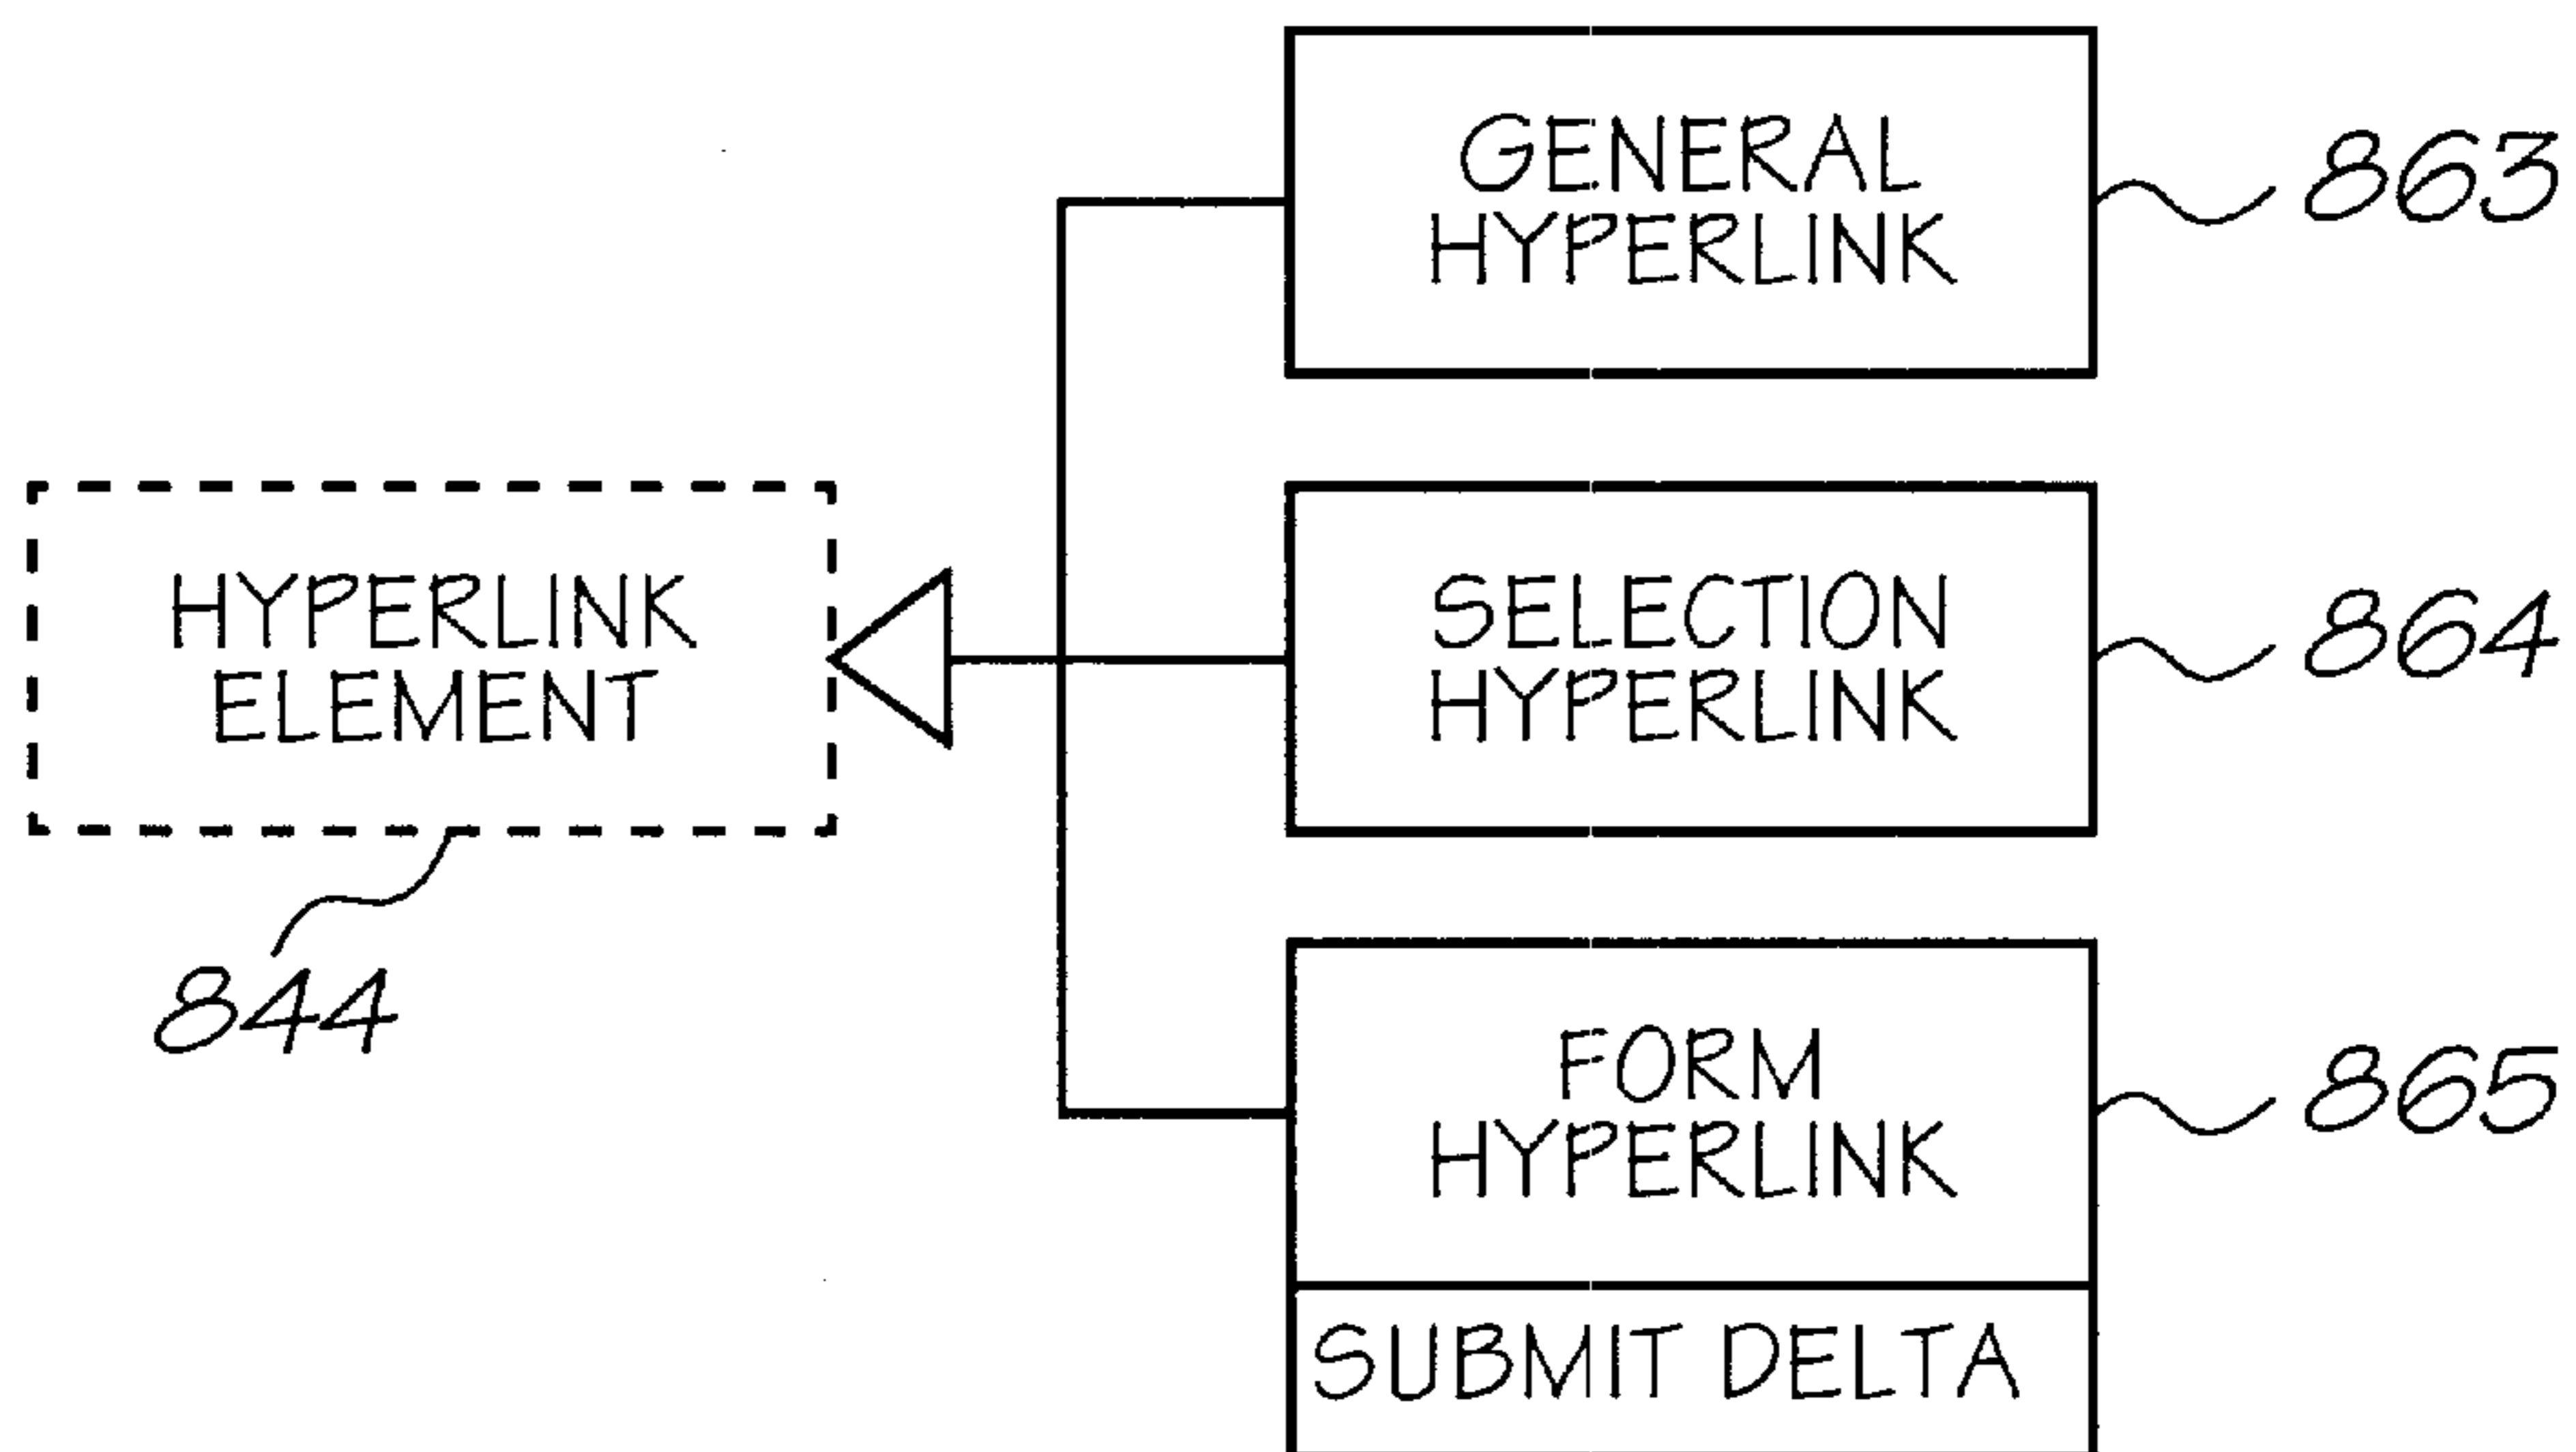 GENERAL
HYPERLINK
863
HYPERLINK
ELEMENT
844
SELECTION
HYPERLINK
864
FORM
HYPERLINK
865
SUBMIT DELTA